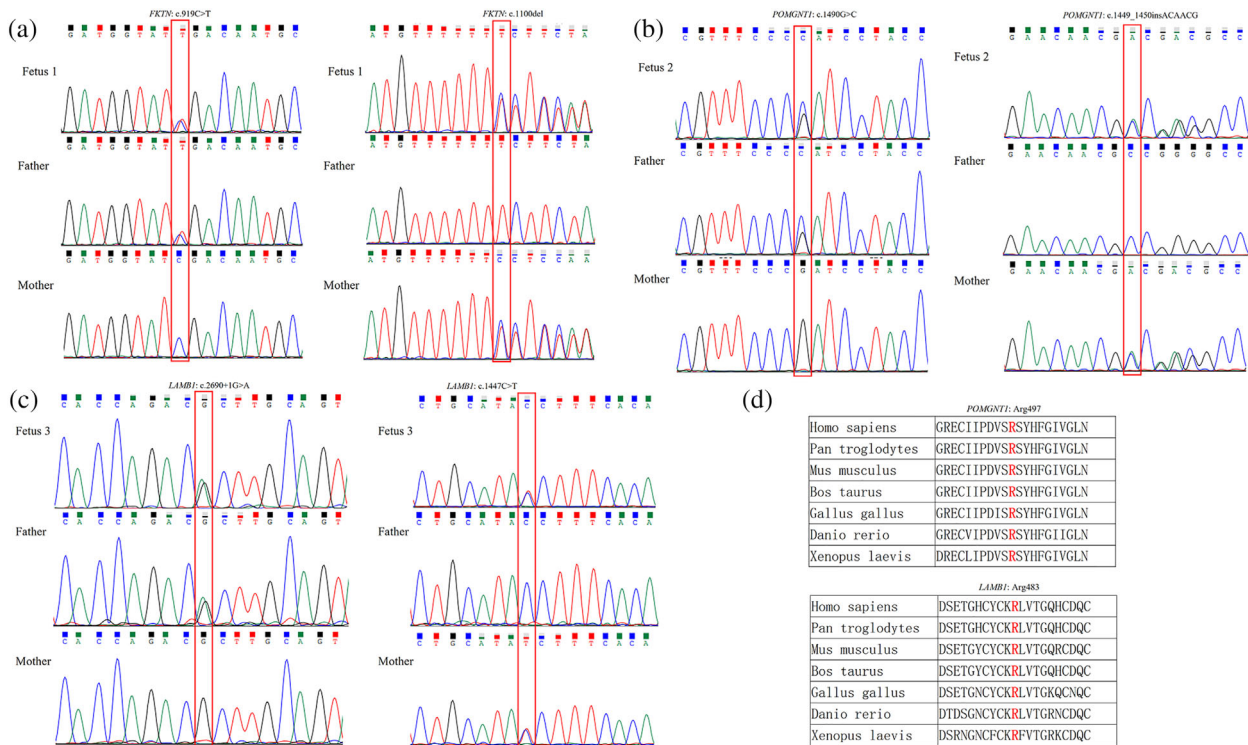 (a)
FKTN: c.919C>T
G A T G G T A T T G A C A A T G C
Fetus 1
G A T G G T A T T G A C A A T G C
Father
G A T G G T A T C G A C A A T G C
Mother
FKTN: c.1100del
A T G T T T T T T C T T C T A
Fetus 1
A T G T T T T T T C T T C T A
Father
Mother
(b)
POMGNT1: c.1490G>C
C G T T T C C C C A T C C T A C C
Fetus 2
C G T T T C C C C A T C C T A C C
Father
C G T T T C C C G A T C C T A C C
Mother
POMGNT1: c.1449_1450insACAACG
G A A C A A C G A C G A C G C C
Fetus 2
G A A C A A C G C C G G G G C C
Father
G A A C A A C G A C G A C G C C
Mother
(c)
LAMB1: c.2690+1G>A
C A C C A G A C G C T T G C A G T
Fetus 3
C A C C A G A C G C T T G C A G T
Father
C A C C A G A C G C T T G C A G T
Mother
LAMB1: c.1447C>T
C T G C A T A C C T T T C A C A
Fetus 3
C T G C A T A C C T T T C A C A
Father
C T G C A T A T C T T T C A C A
Mother
(d)
POMGNT1: Arg497
Homo sapiens GRECIIPDVSRSYHFGIVGLN
Pan troglodytes GRECIIPDVSRSYHFGIVGLN
Mus musculus GRECIIPDVSRSYHFGIVGLN
Bos taurus GRECIIPDVSRSYHFGIVGLN
Gallus gallus GRECIIPDISRSYHFGIVGLN
Danio rerio GRECVIPDVSRSYHFGIIGLN
Xenopus laevis DRECLIPDVSRSYHFGIVGLN
LAMB1: Arg483
Homo sapiens DSETGHCYCKRLVTGQHCDQC
Pan troglodytes DSETGHCYCKRLVTGQHCDQC
Mus musculus DSETGYCYCKRLVTGQRCDQC
Bos taurus DSETGYCYCKRLVTGQHCDQC
Gallus gallus DSETGNCYCKRLVTGKQCNQC
Danio rerio DTDSGNCYCKRLVTGRNCDQC
Xenopus laevis DSRNGNCFCKRFVTGRKCDQC